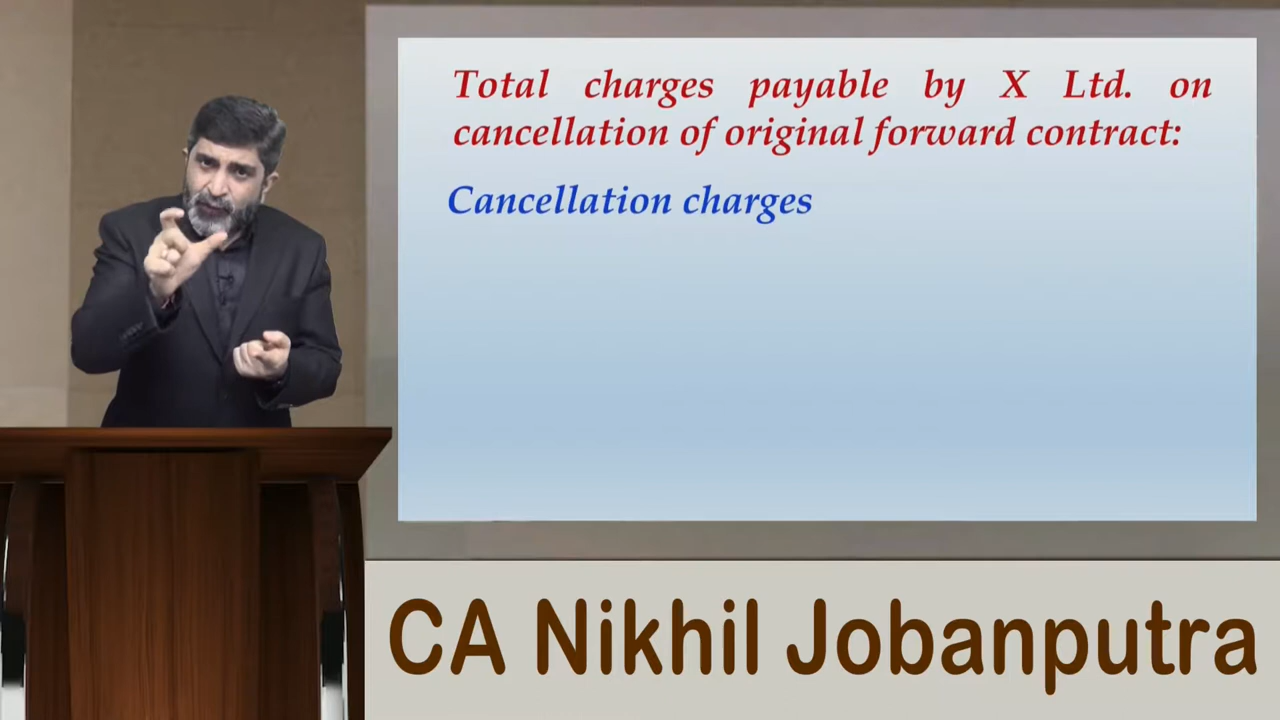 Total charges payable by X Ltd. on
cancellation of original forward contract:
Cancellation charges
CA Nikhil Jobanputra